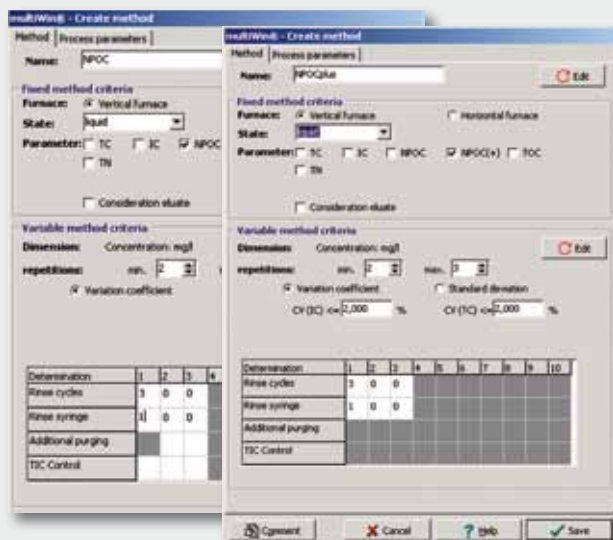 multiWin® - Create method
Method Process parameters
Name: NPOC
Fixed method criteria
Furnace: Vertical furnace
State: liquid
Parameter: TC IC NPOC
TN
Consideration eluate
Variable method criteria
Dimension: Concentration: mg/l
repetitions: min. 2
Variation coefficient
Determination 1 2 3 4
Rinse cycles 3 0 0
Rinse syringe 1 0 0
Additional purging
TIC Control
multiWin® - Create method
Method Process parameters
Name: NPOCplus Edit
Fixed method criteria
Furnace: Vertical furnace Horizontal furnace
State: liquid
Parameter: TC IC NPOC NPOC(+) TOC
TN
Consideration eluate
Variable method criteria
Dimension: Concentration: mg/l Edit
repetitions: min. 2 max. 3
Variation coefficient Standard deviation
CV (IC) <= 2,000 % CV (TC) <= 2,000 %
Determination 1 2 3 4 5 6 7 8 9 10
Rinse cycles 3 0 0
Rinse syringe 1 0 0
Additional purging
TIC Control
Comment Cancel Help Save